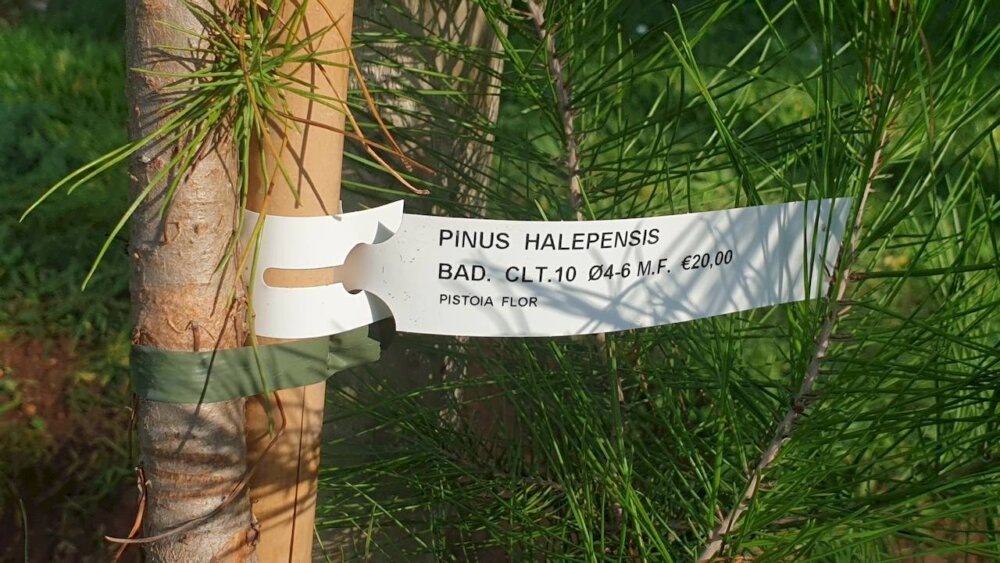 PINUS HALEPENSIS
BAD. CLT.10 Ø4-6 M.F. €20,00
PISTOIA FLOR